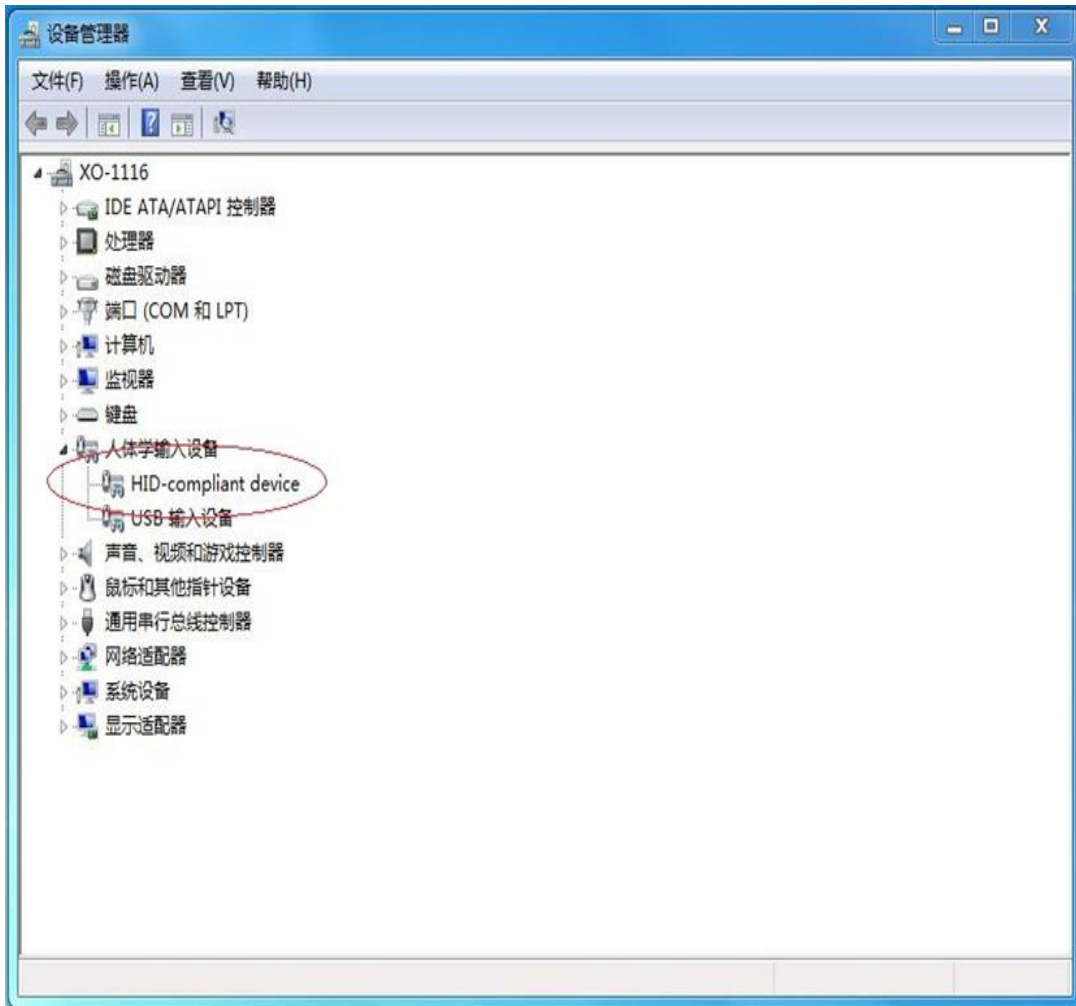 设备管理器
文件(F) 操作(A) 查看(V) 帮助(H)
XO-1116
IDE ATA/ATAPI 控制器
处理器
磁盘驱动器
端口 (COM 和 LPT)
计算机
监视器
键盘
人体学输入设备
HID-compliant device
USB 输入设备
声音、视频和游戏控制器
鼠标和其他指针设备
通用串行总线控制器
网络适配器
系统设备
显示适配器